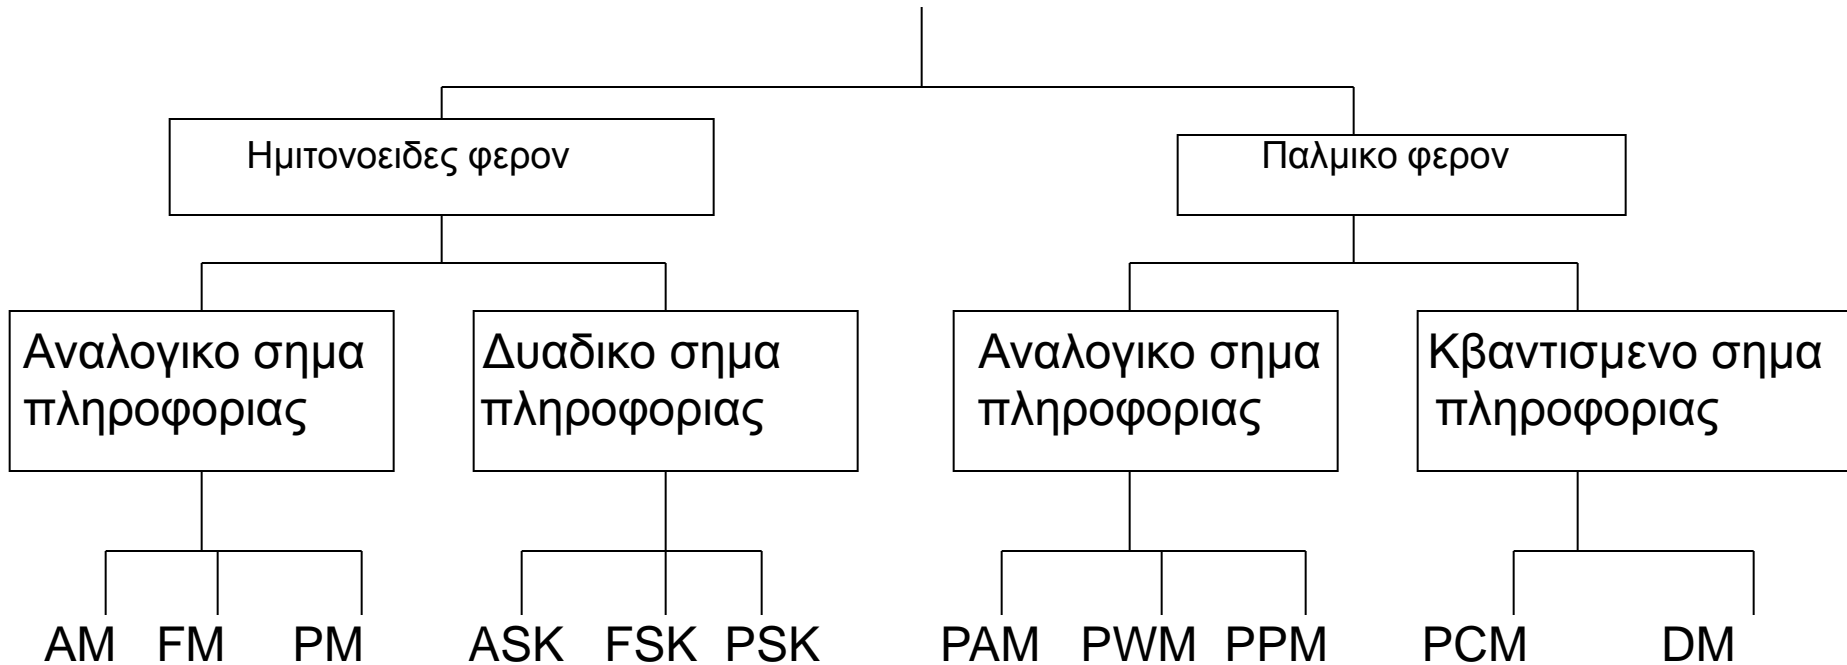 Ημιτονοειδες φερον
Παλμικο φερον
Αναλογικο σημα
πληροφοριας
Δυαδικο σημα
πληροφοριας
Αναλογικο σημα
πληροφοριας
Κβαντισμενο σημα
πληροφοριας
AM FM PM ASK FSK PSK PAM PWM PPM PCM DM